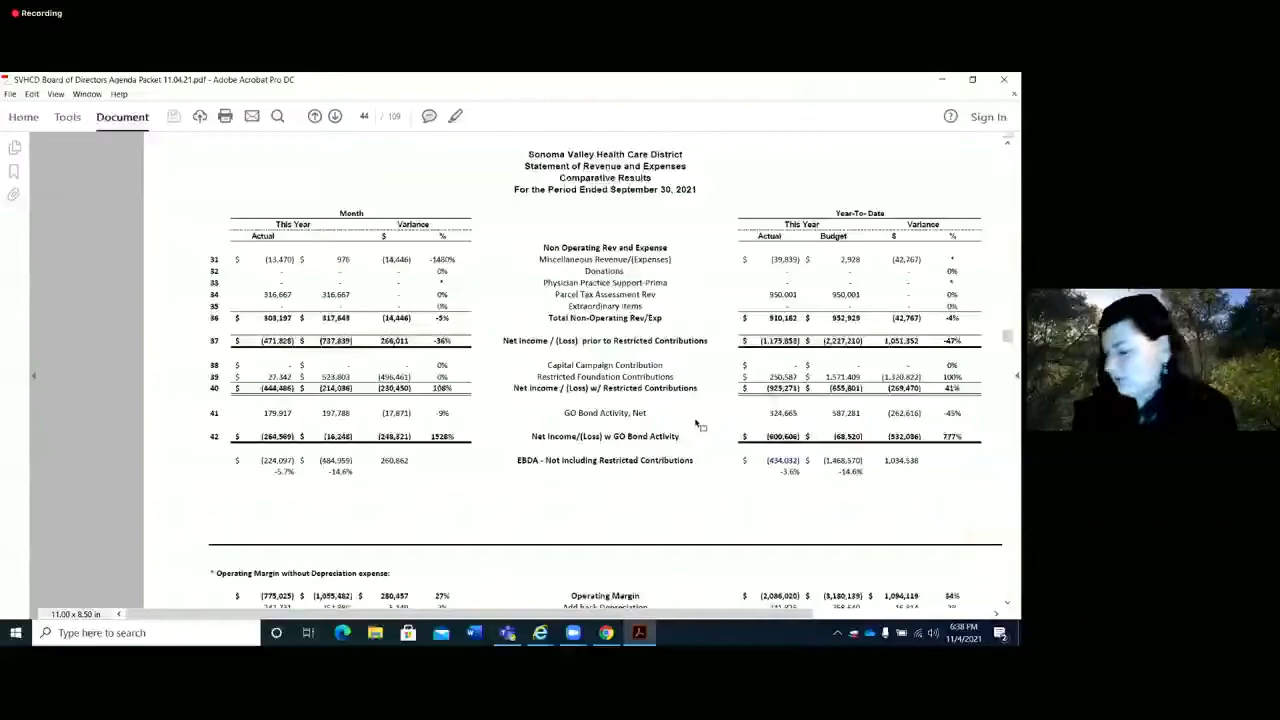 Recording
SVHCD Board of Directors Agenda Packet 11.04.21.pdf - Adobe Acrobat Pro DC
File Edit View Window Help
Home Tools Document 44 / 109 Sign In
Sonoma Valley Health Care District
Statement of Revenue and Expenses
Comparative Results
For the Period Ended September 30, 2021
Month Year-To- Date
This Year Variance This Year Variance
Actual $ % Actual Budget $ %
Non Operating Rev and Expense
31 $ (13,470) $ 976 (14,446) -1480% Miscellaneous Revenue/(Expenses) $ (39,839) $ 2,928 (42,767) *
32 - - - 0% Donations - - - 0%
33 - - - * Physician Practice Support-Prima - - - *
34 316,667 316,667 - 0% Parcel Tax Assessment Rev 950,001 950,001 - 0%
35 - - - 0% Extraordinary Items - - - 0%
36 $ 303,197 $ 317,643 (14,446) -5% Total Non-Operating Rev/Exp $ 910,162 $ 952,929 (42,767) -4%
37 $ (471,828) $ (737,839) 266,011 -36% Net Income / (Loss) prior to Restricted Contributions $ (1,175,858) $ (2,227,210) 1,051,352 -47%
38 $ - $ - - 0% Capital Campaign Contribution $ - $ - - 0%
39 $ 27,342 $ 523,803 (496,461) 0% Restricted Foundation Contributions $ 250,587 $ 1,571,409 (1,320,822) 100%
40 $ (444,486) $ (214,036) (230,450) 108% Net Income / (Loss) w/ Restricted Contributions $ (925,271) $ (655,801) (269,470) 41%
41 179,917 197,788 (17,871) -9% GO Bond Activity, Net 324,665 587,281 (262,616) -45%
42 $ (264,569) $ (16,248) (248,321) 1528% Net Income/(Loss) w GO Bond Activity $ (600,606) $ (68,520) (532,086) 777%
$ (224,097) $ (484,959) 260,862 EBDA - Not Including Restricted Contributions $ (434,032) $ (1,468,570) 1,034,538
-5.7% -14.6% -3.6% -14.6%
* Operating Margin without Depreciation expense:
$ (775,025) $ (1,055,482) $ 280,457 27% Operating Margin $ (2,086,020) $ (3,180,139) $ 1,094,119 34%
Add back Depreciation
11.00 x 8.50 in
Type here to search
6:38 PM
11/4/2021